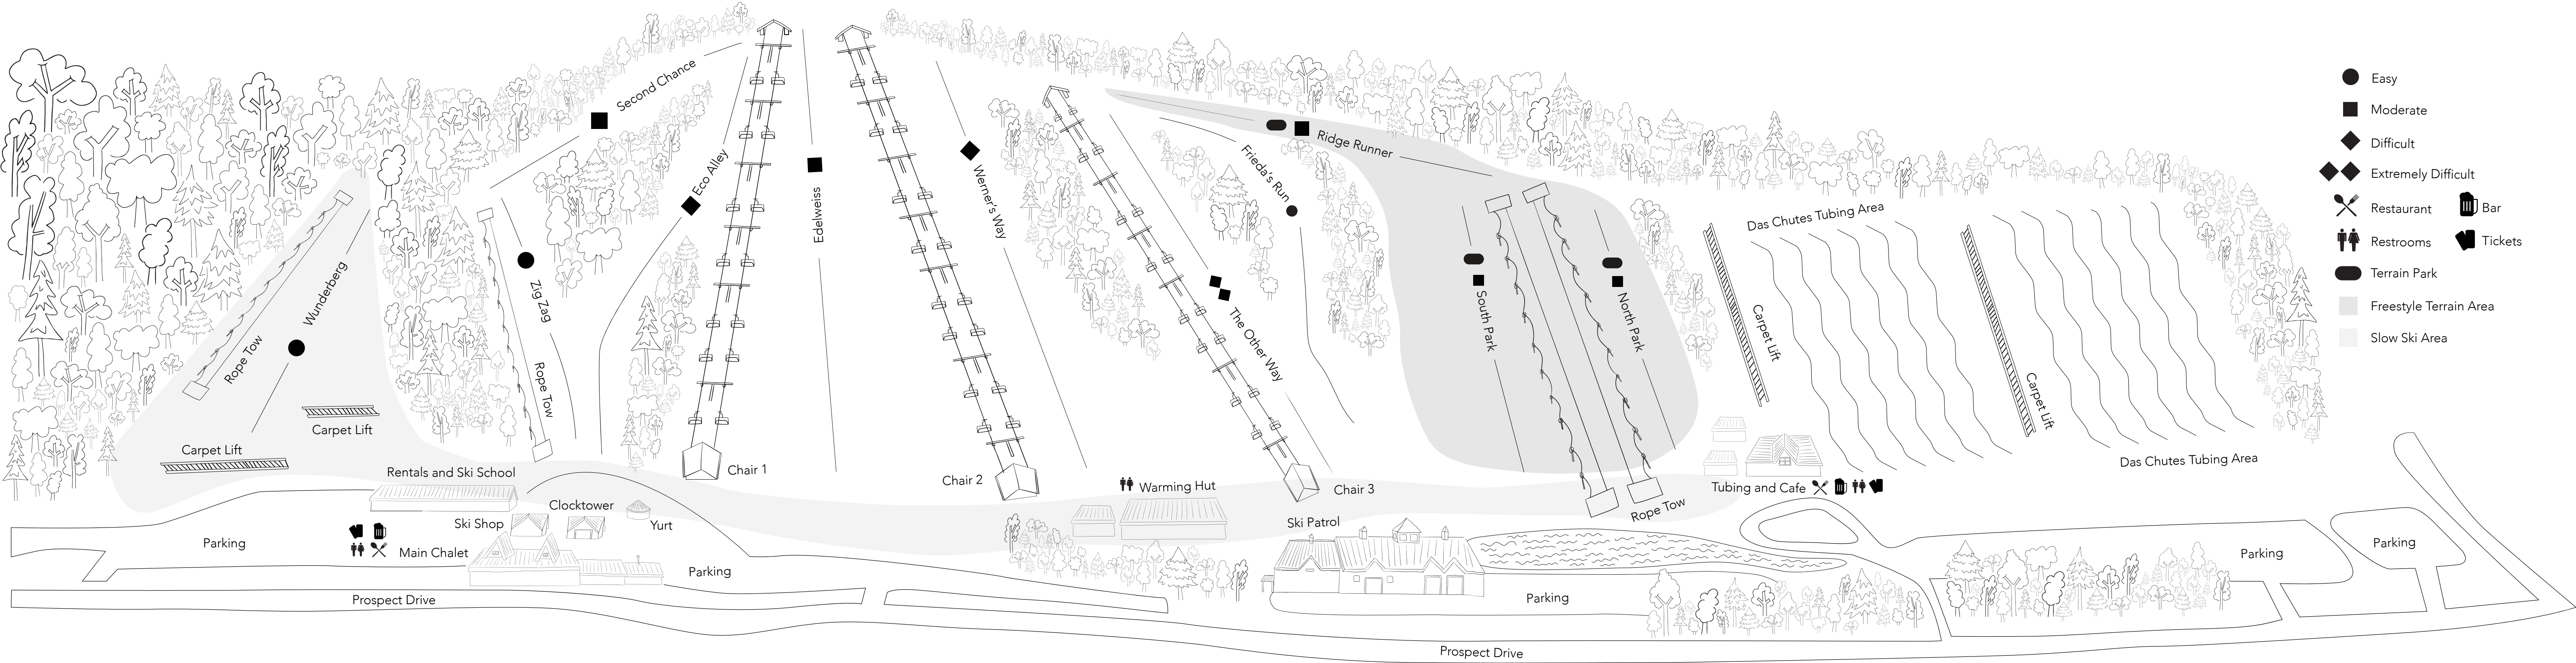 Second Chance
Eco Alley
Edelweiss
Werner's Way
Frieda's Run
Ridge Runner
Wunderberg
Rope Tow
Zig Zag
Rope Tow
The Other Way
South Park
North Park
Das Chutes Tubing Area
Carpet Lift
Carpet Lift
Carpet Lift
Carpet Lift
Rentals and Ski School
Chair 1
Chair 2
Chair 3
Warming Hut
Rope Tow
Tubing and Cafe
Das Chutes Tubing Area
Clocktower
Ski Shop
Yurt
Ski Patrol
Parking
Main Chalet
Parking
Parking
Parking
Parking
Prospect Drive
Prospect Drive
Easy
Moderate
Difficult
Extremely Difficult
Restaurant
Bar
Restrooms
Tickets
Terrain Park
Freestyle Terrain Area
Slow Ski Area